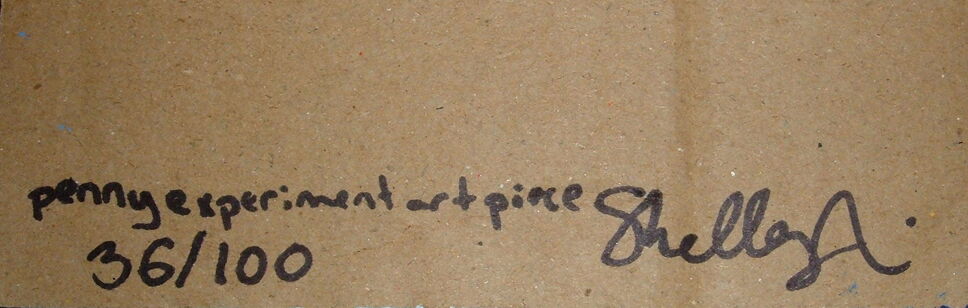 penny experiment art piece Shelley
36/100